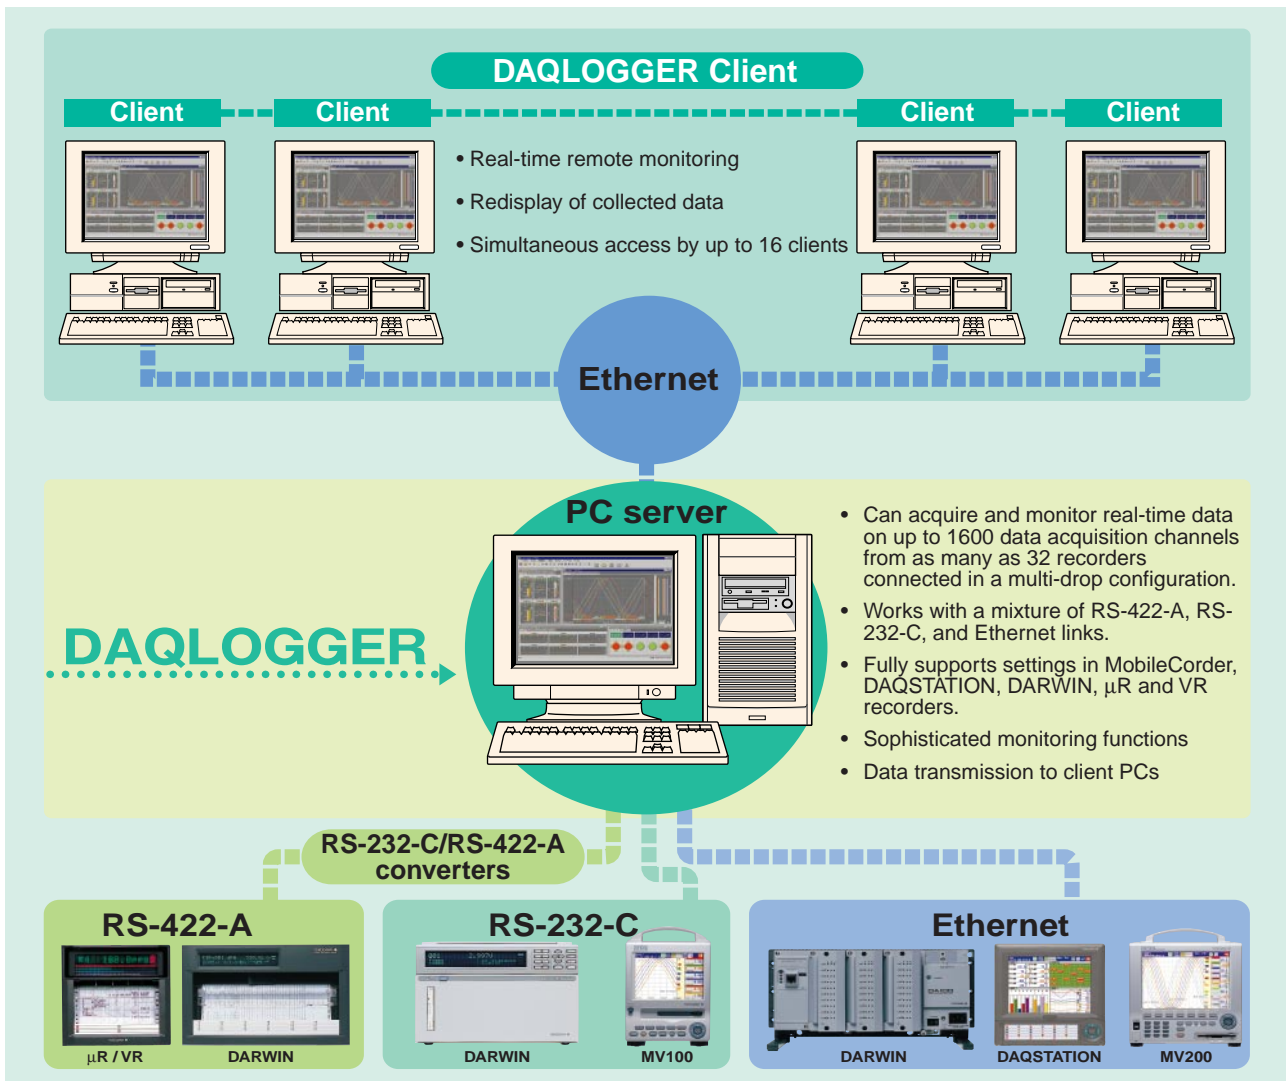 DAQLOGGER Client
Client
Client
Client
Client
• Real-time remote monitoring
• Redisplay of collected data
• Simultaneous access by up to 16 clients
Ethernet
PC server
DAQLOGGER
• Can acquire and monitor real-time data
on up to 1600 data acquisition channels
from as many as 32 recorders
connected in a multi-drop configuration.
• Works with a mixture of RS-422-A, RS-
232-C, and Ethernet links.
• Fully supports settings in MobileCorder,
DAQSTATION, DARWIN, µR and VR
recorders.
• Sophisticated monitoring functions
• Data transmission to client PCs
RS-232-C/RS-422-A
converters
RS-422-A
µR / VR
DARWIN
RS-232-C
DARWIN
MV100
Ethernet
DARWIN
DAQSTATION
MV200